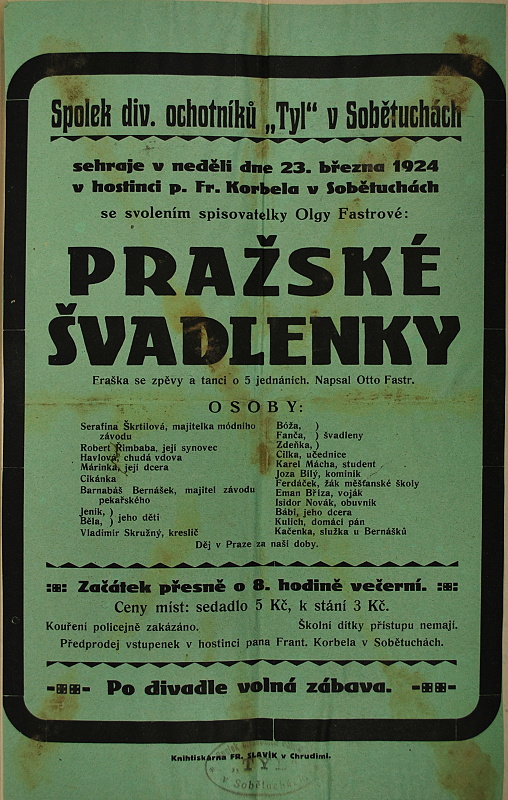 Spolek div. ochotníků „Tyl“ v Sobětuchách
sehraje v neděli dne 23. března 1924
v hostinci p. Fr. Korbela v Sobětuchách
se svolením spisovatelky Olgy Fastrové:
PRAŽSKÉ
ŠVADLENKY
Fraška se zpěvy a tanci o 5 jednáních. Napsal Otto Fastr.
OSOBY:
Serafina Škrtilová, majitelka módního
závodu
Robert Rimbaba, její synovec
Havlová, chudá vdova
Márinka, její dcera
Cikánka
Barnabáš Bernášek, majitel závodu
pekařského
Jeník, )
Běla, ) jeho děti
Vladimír Skružný, kreslič
Bóža, )
Fanča, ) švadleny
Zdeňka, )
Cilka, učednice
Karel Mácha, student
Joza Bílý, kominík
Ferdáček, žák měšťanské školy
Eman Bříza, voják
Isidor Novák, obuvník
Bábi, jeho dcera
Kulich, domácí pán
Kačenka, služka u Bernášků
Děj v Praze za naší doby.
Začátek přesně o 8. hodině večerní.
Ceny míst: sedadlo 5 Kč, k stání 3 Kč.
Kouření policejně zakázáno. Školní dítky přístupu nemají.
Předprodej vstupenek v hostinci pana Frant. Korbela v Sobětuchách.
Po divadle volná zábava.
Knihtiskárna FR. SLAVÍK v Chrudimi.
"TYL"
v Sobětuchách